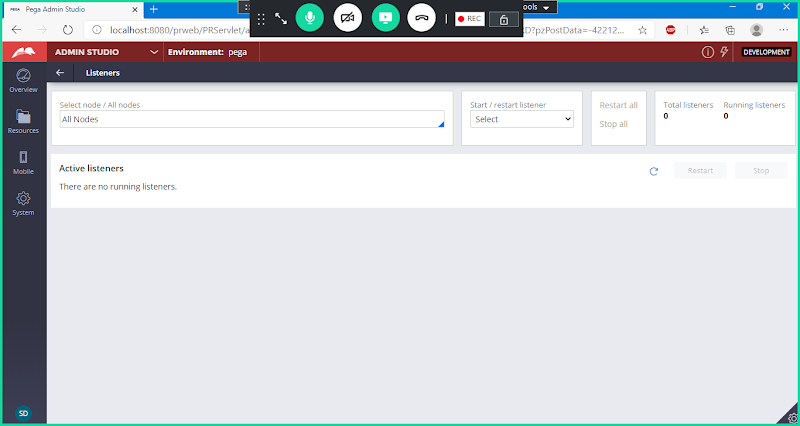 PEGA Pega Admin Studio
ools
localhost:8080/prweb/PRServlet/a
D?pzPostData=-42212...
REC
ABP
ADMIN STUDIO
Environment: pega
DEVELOPMENT
Overview
Resources
Mobile
System
SD
Listeners
Select node / All nodes
All Nodes
Start / restart listener
Select
Restart all
Stop all
Total listeners
0
Running listeners
0
Active listeners
Restart
Stop
There are no running listeners.